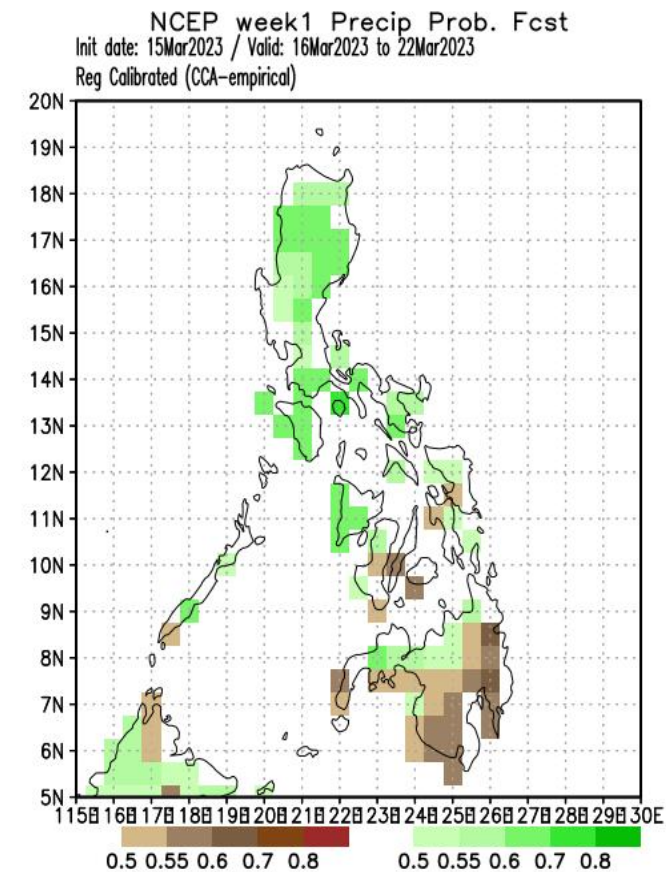 NCEP week1 Precip Prob. Fcst
Init date: 15Mar2023 / Valid: 16Mar2023 to 22Mar2023
Reg Calibrated (CCA-empirical)
20N
19N
18N
17N
16N
15N
14N
13N
12N
11N
10N
9N
8N
7N
6N
5N
115E 116E 117E 118E 119E 120E 121E 122E 123E 124E 125E 126E 127E 128E 129E 130E
0.5 0.55 0.6 0.7 0.8 0.5 0.55 0.6 0.7 0.8